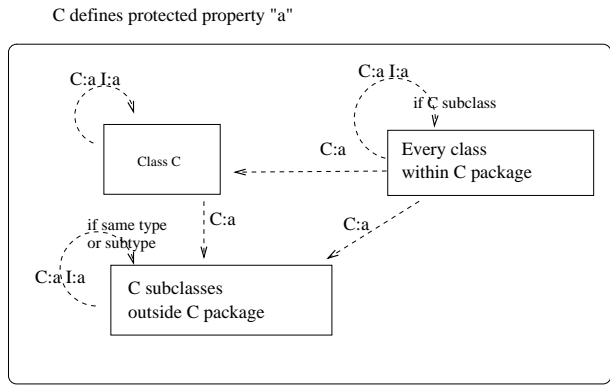 C defines protected property "a"
C:a I:a
C:a I:a
if C subclass
Class C
C:a
Every class
within C package
C:a
C:a
if same type
or subtype
C:a I:a
C subclasses
outside C package